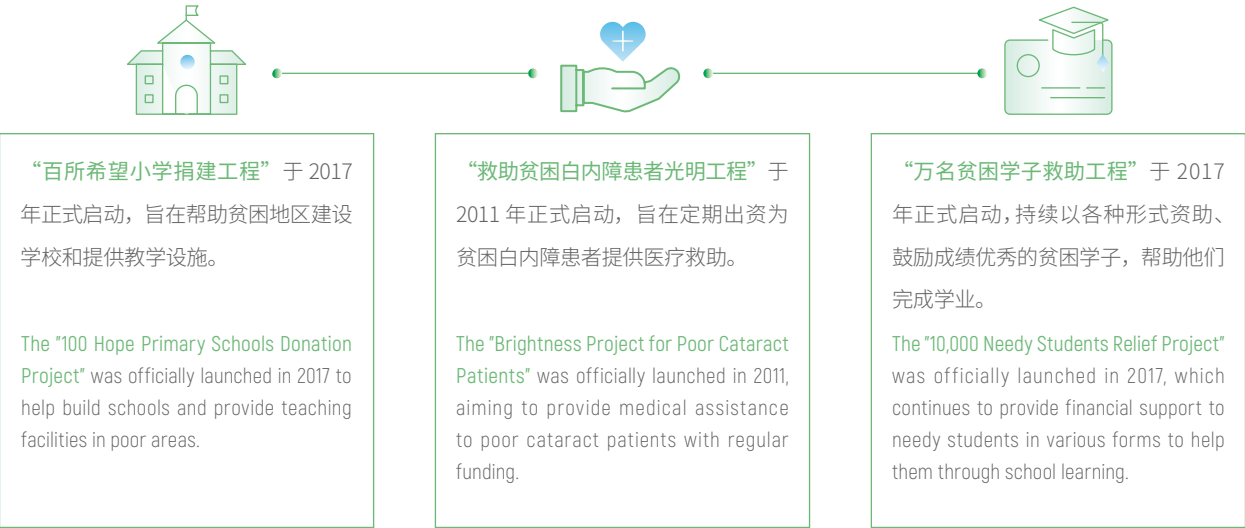 “百所希望小学捐建工程”于 2017
年正式启动，旨在帮助贫困地区建设
学校和提供教学设施。
The "100 Hope Primary Schools Donation
Project" was officially launched in 2017 to
help build schools and provide teaching
facilities in poor areas.
“救助贫困白内障患者光明工程”于
2011 年正式启动，旨在定期出资为
贫困白内障患者提供医疗救助。
The "Brightness Project for Poor Cataract
Patients" was officially launched in 2011,
aiming to provide medical assistance
to poor cataract patients with regular
funding.
“万名贫困学子救助工程”于 2017
年正式启动，持续以各种形式资助、
鼓励成绩优秀的贫困学子，帮助他们
完成学业。
The "10,000 Needy Students Relief Project"
was officially launched in 2017, which
continues to provide financial support to
needy students in various forms to help
them through school learning.